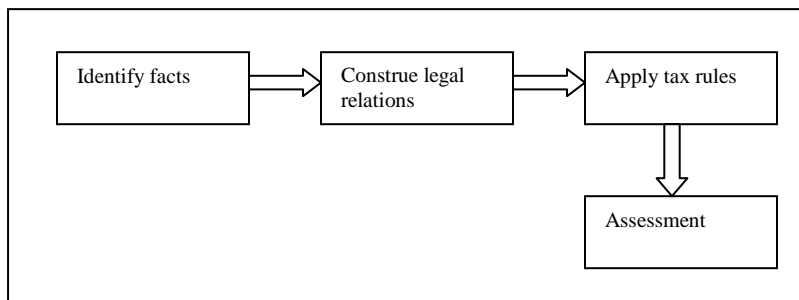 Identify facts
Construe legal
relations
Apply tax rules
Assessment